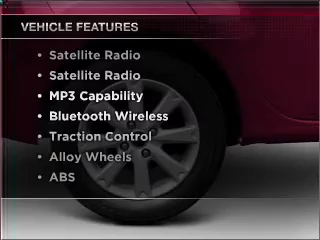 VEHICLE FEATURES
• Satellite Radio
• Satellite Radio
• MP3 Capability
• Bluetooth Wireless
• Traction Control
• Alloy Wheels
• ABS